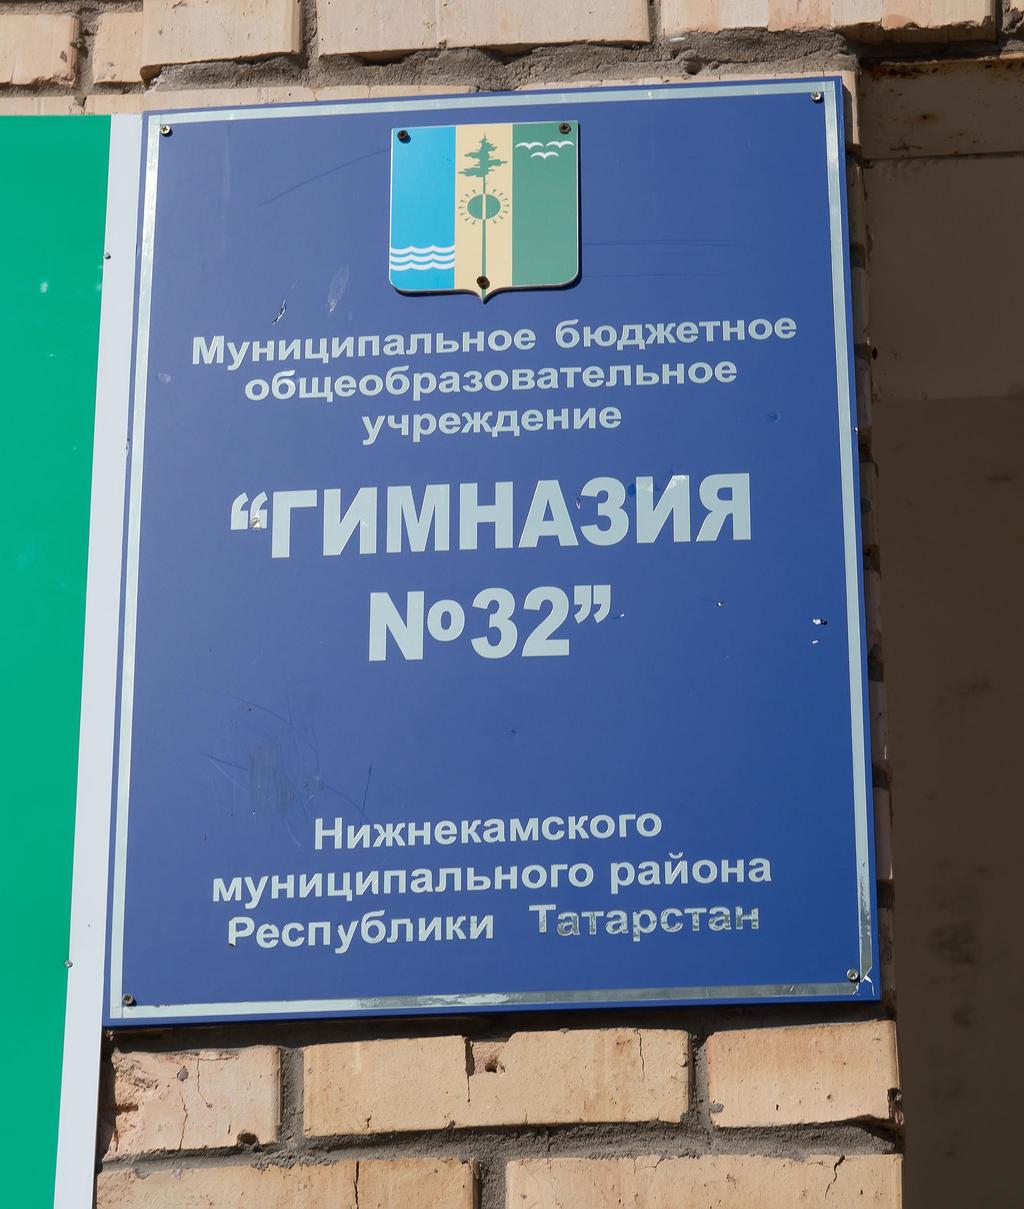 Муниципальное бюджетное
общеобразовательное
учреждение
“ГИМНАЗИЯ
№32”
Нижнекамского
муниципального района
Республики Татарстан